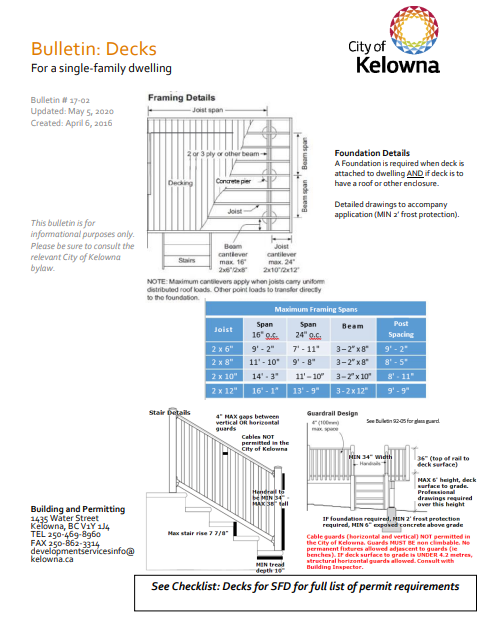 Bulletin: Decks
For a single-family dwelling
City of
Kelowna
Bulletin # 17-02
Updated: May 5, 2020
Created: April 6, 2016
This bulletin is for
informational purposes only.
Please be sure to consult the
relevant City of Kelowna
bylaw.
Framing Details
Joist span
2 or 3 ply or other beam
Decking
Concrete pier
Joist
Beam span
Beam span
Stairs
Beam
cantilever
max. 16"
2x6"/2x8"
Joist
cantilever
max. 24"
2x10"/2x12"
NOTE: Maximum cantilevers apply when joists carry uniform
distributed roof loads. Other point loads to transfer directly
to the foundation.
Foundation Details
A Foundation is required when deck is
attached to dwelling AND if deck is to
have a roof or other enclosure.
Detailed drawings to accompany
application (MIN 2' frost protection).
Maximum Framing Spans
Joist Span 16" o.c. Span 24" o.c. Beam Post Spacing
2 x 6" 9' - 2" 7' - 11" 3 – 2" x 8" 9' - 2"
2 x 8" 11' - 10" 9' - 8" 3 – 2" x 8" 8' - 5"
2 x 10" 14' - 3" 11' – 10" 3 – 2" x 10" 8' - 11"
2 x 12" 16' - 1" 13' - 9" 3 - 2 x 12" 9' - 9"
Stair Details
4" MAX gaps between
vertical OR horizontal
guards
Cables NOT
permitted in the
City of Kelowna
Handrail to
be MIN 34" -
MAX 38" tall
Max stair rise 7 7/8"
MIN tread
depth 10"
Guardrail Design
4" (100mm)
max. space
See Bulletin 92-05 for glass guard.
MIN 34" Width
Handrails
36" (top of rail to
deck surface)
MAX 6' height, deck
surface to grade.
Professional
drawings required
over this height
IF foundation required, MIN 2' frost protection
required, MIN 6" exposed concrete above grade
Cable guards (horizontal and vertical) NOT permitted in
the City of Kelowna. Guards MUST BE non climbable. No
permanent fixtures allowed adjacent to guards (ie
benches). IF deck surface to grade is UNDER 4.2 metres,
structural horizontal guards allowed. Consult with
Building Inspector.
Building and Permitting
1435 Water Street
Kelowna, BC V1Y 1J4
TEL 250-469-8960
FAX 250-862-3314
developmentservicesinfo@
kelowna.ca
See Checklist: Decks for SFD for full list of permit requirements